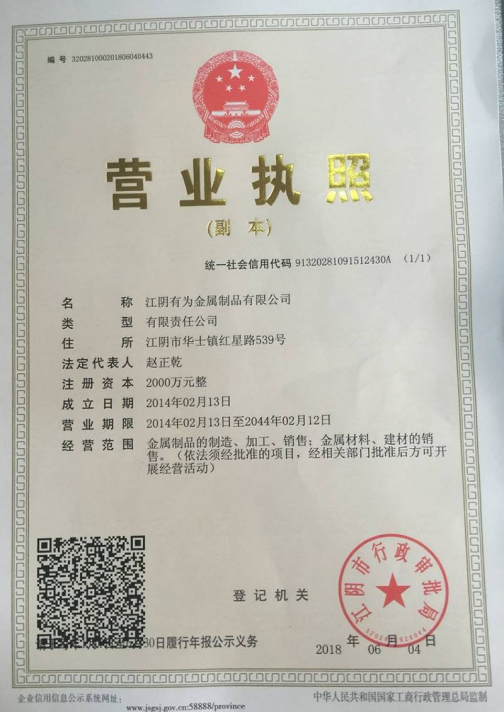 编 号 320281000201806040443
营业执照
(副 本)
统一社会信用代码 91320281091512430A （1/1）
名 称 江阴有为金属制品有限公司
类 型 有限责任公司
住 所 江阴市华士镇红星路539号
法定代表人 赵正乾
注册资本 2000万元整
成立日期 2014年02月13日
营业期限 2014年02月13日至2044年02月12日
经营范围 金属制品的制造、加工、销售；金属材料、建材的销
售。（依法须经批准的项目，经相关部门批准后方可开
展经营活动）
江阴市行政审批局
登 记 机 关
30日履行年报公示义务
2018 年 06 月 04 日
企业信用信息公示系统网址：
www.jsgsj.gov.cn:58888/province
中华人民共和国国家工商行政管理总局监制